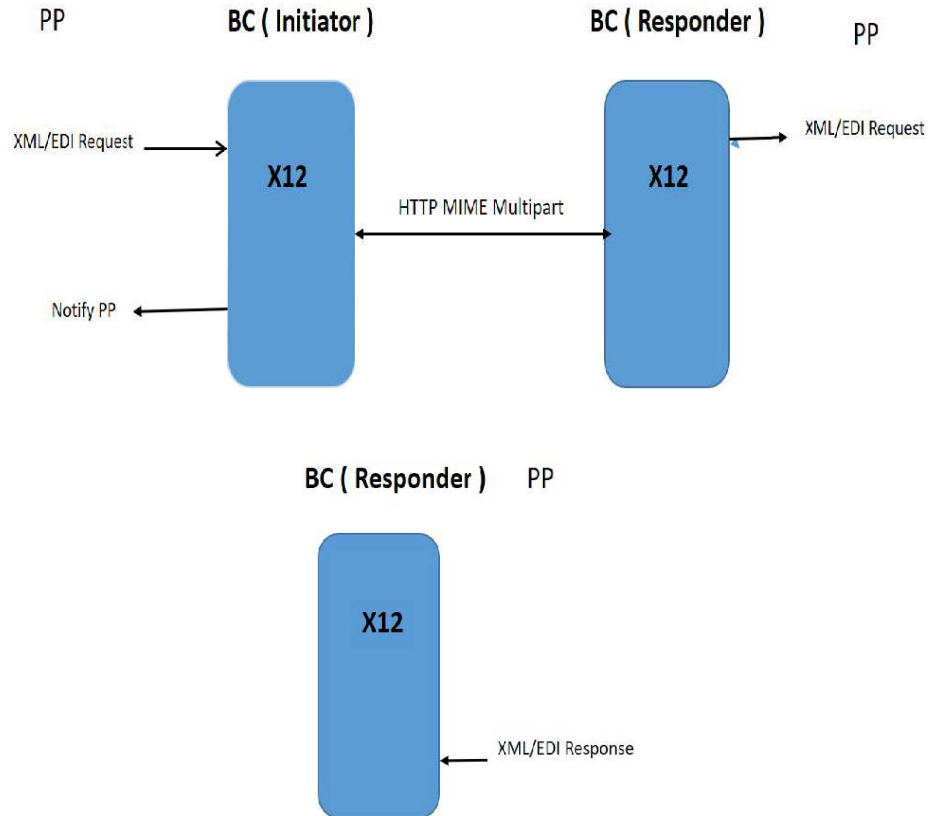 PP
BC ( Initiator )
BC ( Responder )
PP
XML/EDI Request
X12
X12
XML/EDI Request
HTTP MIME Multipart
Notify PP
BC ( Responder )
PP
X12
XML/EDI Response